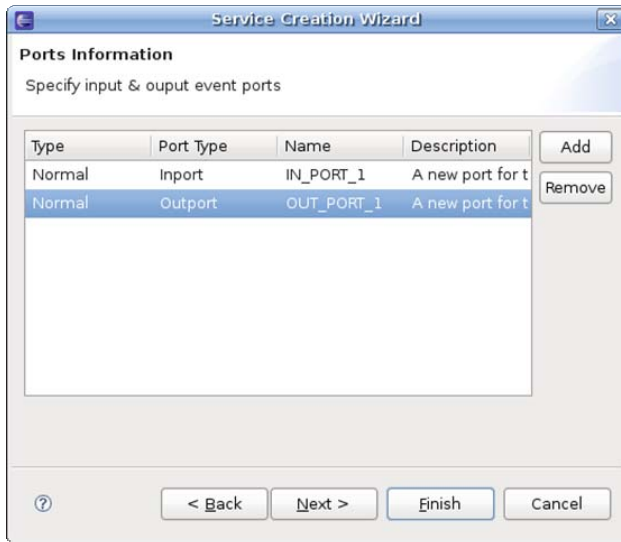 Service Creation Wizard
Ports Information
Specify input & ouput event ports
Type Port Type Name Description Add
Normal Inport IN_PORT_1 A new port for t
Remove
Normal Outport OUT_PORT_1 A new port for t
< Back Next > Finish Cancel